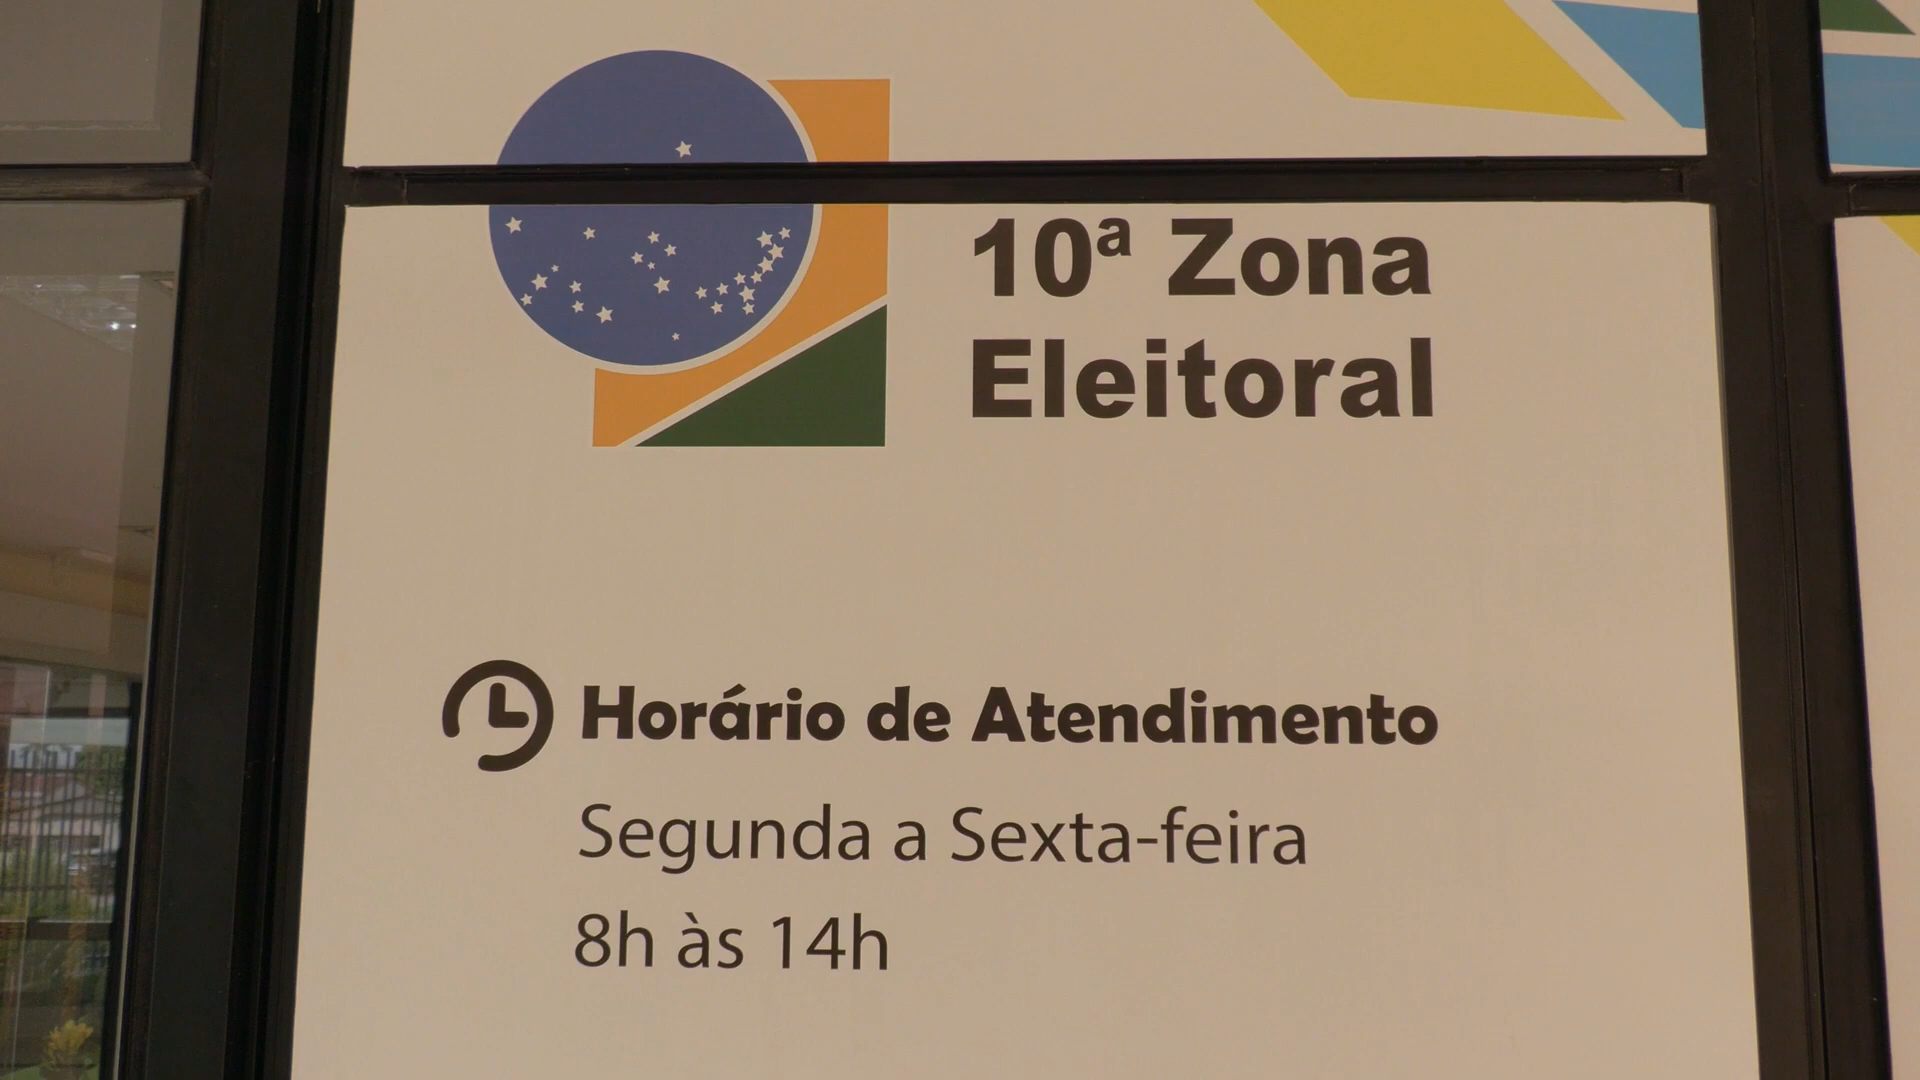 10ª Zona
Eleitoral
Horário de Atendimento
Segunda a Sexta-feira
8h às 14h